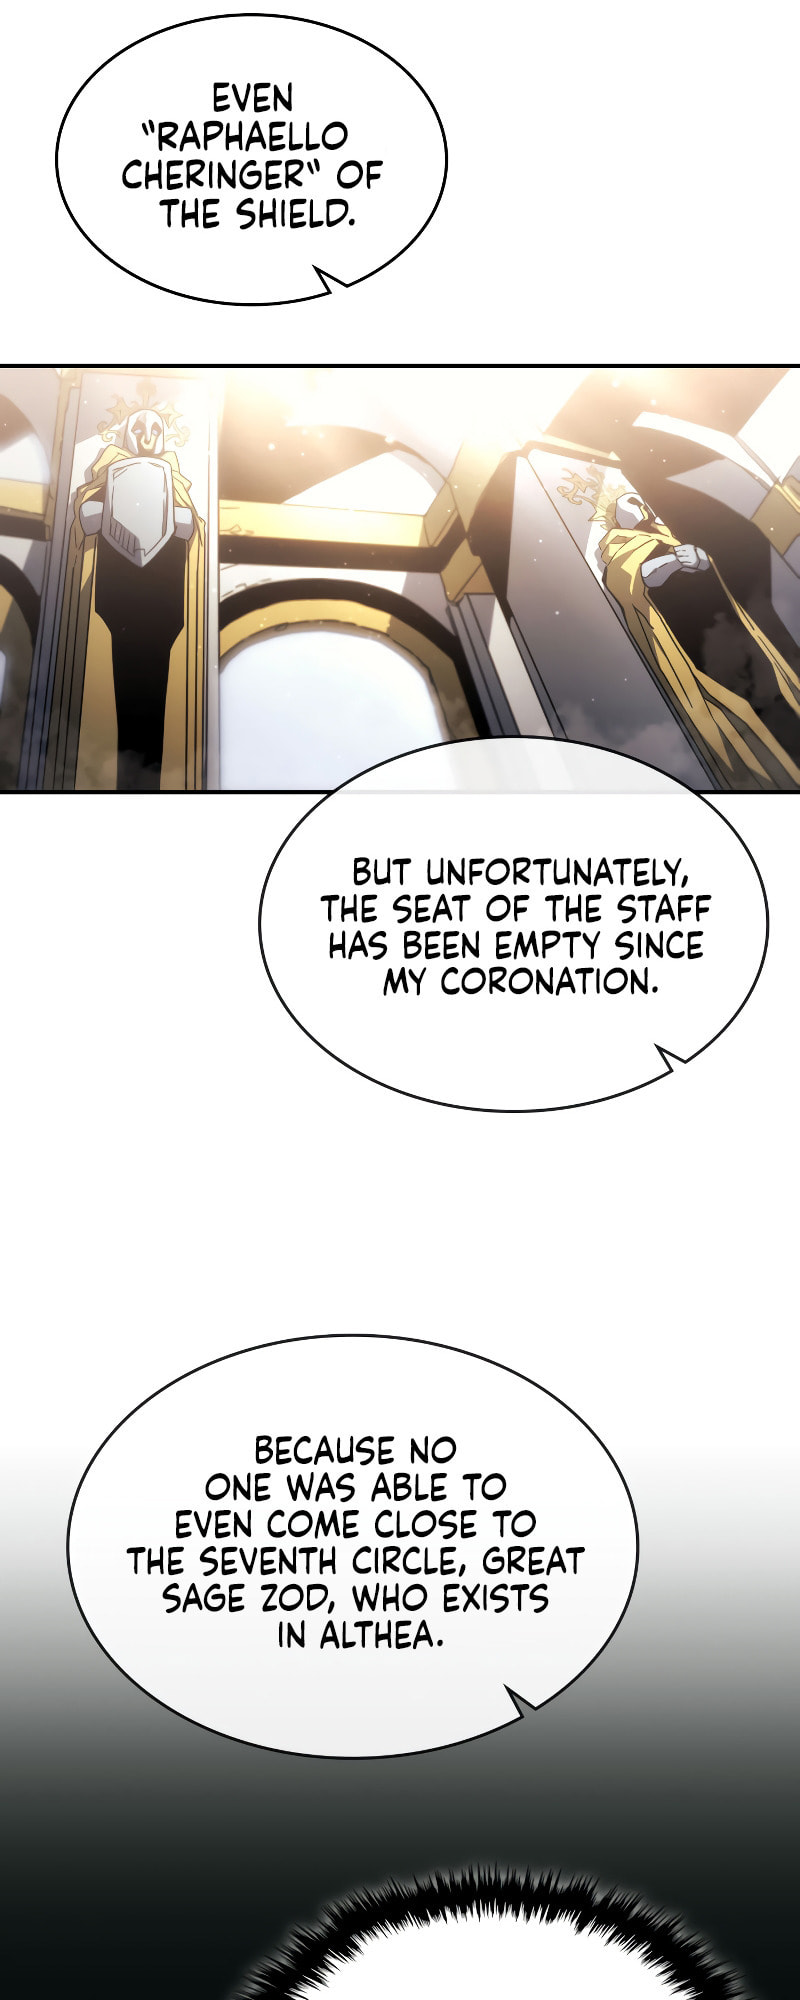 EVEN
"RAPHAELLO
CHERINGER" OF
THE SHIELD.
BUT UNFORTUNATELY,
THE SEAT OF THE STAFF
HAS BEEN EMPTY SINCE
MY CORONATION.
BECAUSE NO
ONE WAS ABLE TO
EVEN COME CLOSE TO
THE SEVENTH CIRCLE, GREAT
SAGE ZOD, WHO EXISTS
IN ALTHEA.